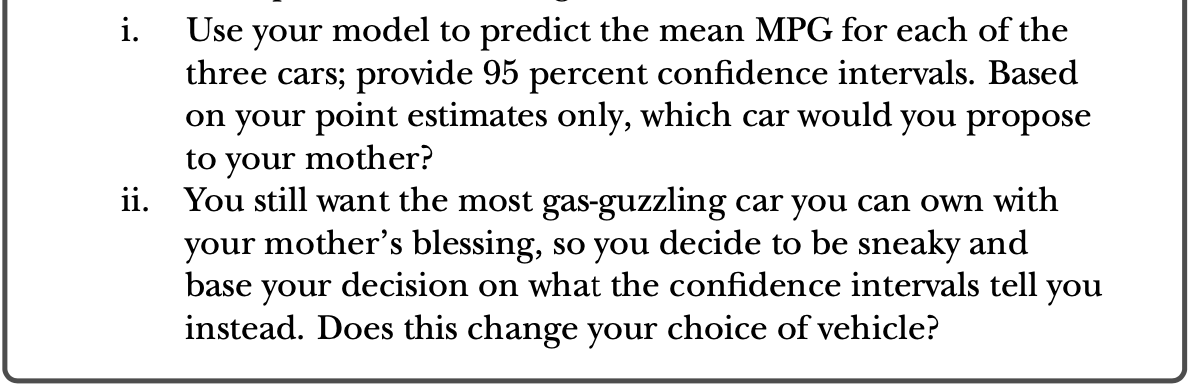 i. Use your model to predict the mean MPG for each of the
three cars; provide 95 percent confidence intervals. Based
on your point estimates only, which car would you propose
to your mother?
ii. You still want the most gas-guzzling car you can own with
your mother’s blessing, so you decide to be sneaky and
base your decision on what the confidence intervals tell you
instead. Does this change your choice of vehicle?